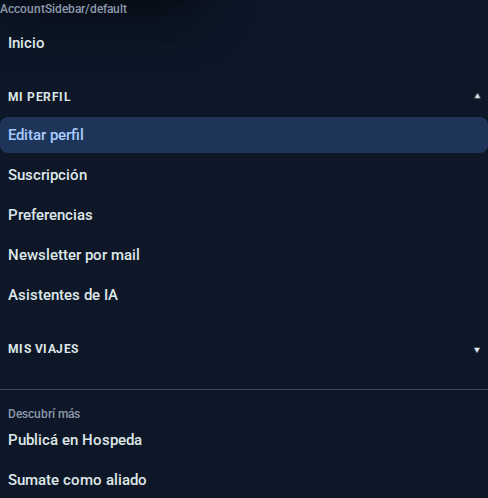 AccountSidebar/default
Inicio
MI PERFIL
Editar perfil
Suscripción
Preferencias
Newsletter por mail
Asistentes de IA
MIS VIAJES
Descubrí más
Publicá en Hospeda
Sumate como aliado